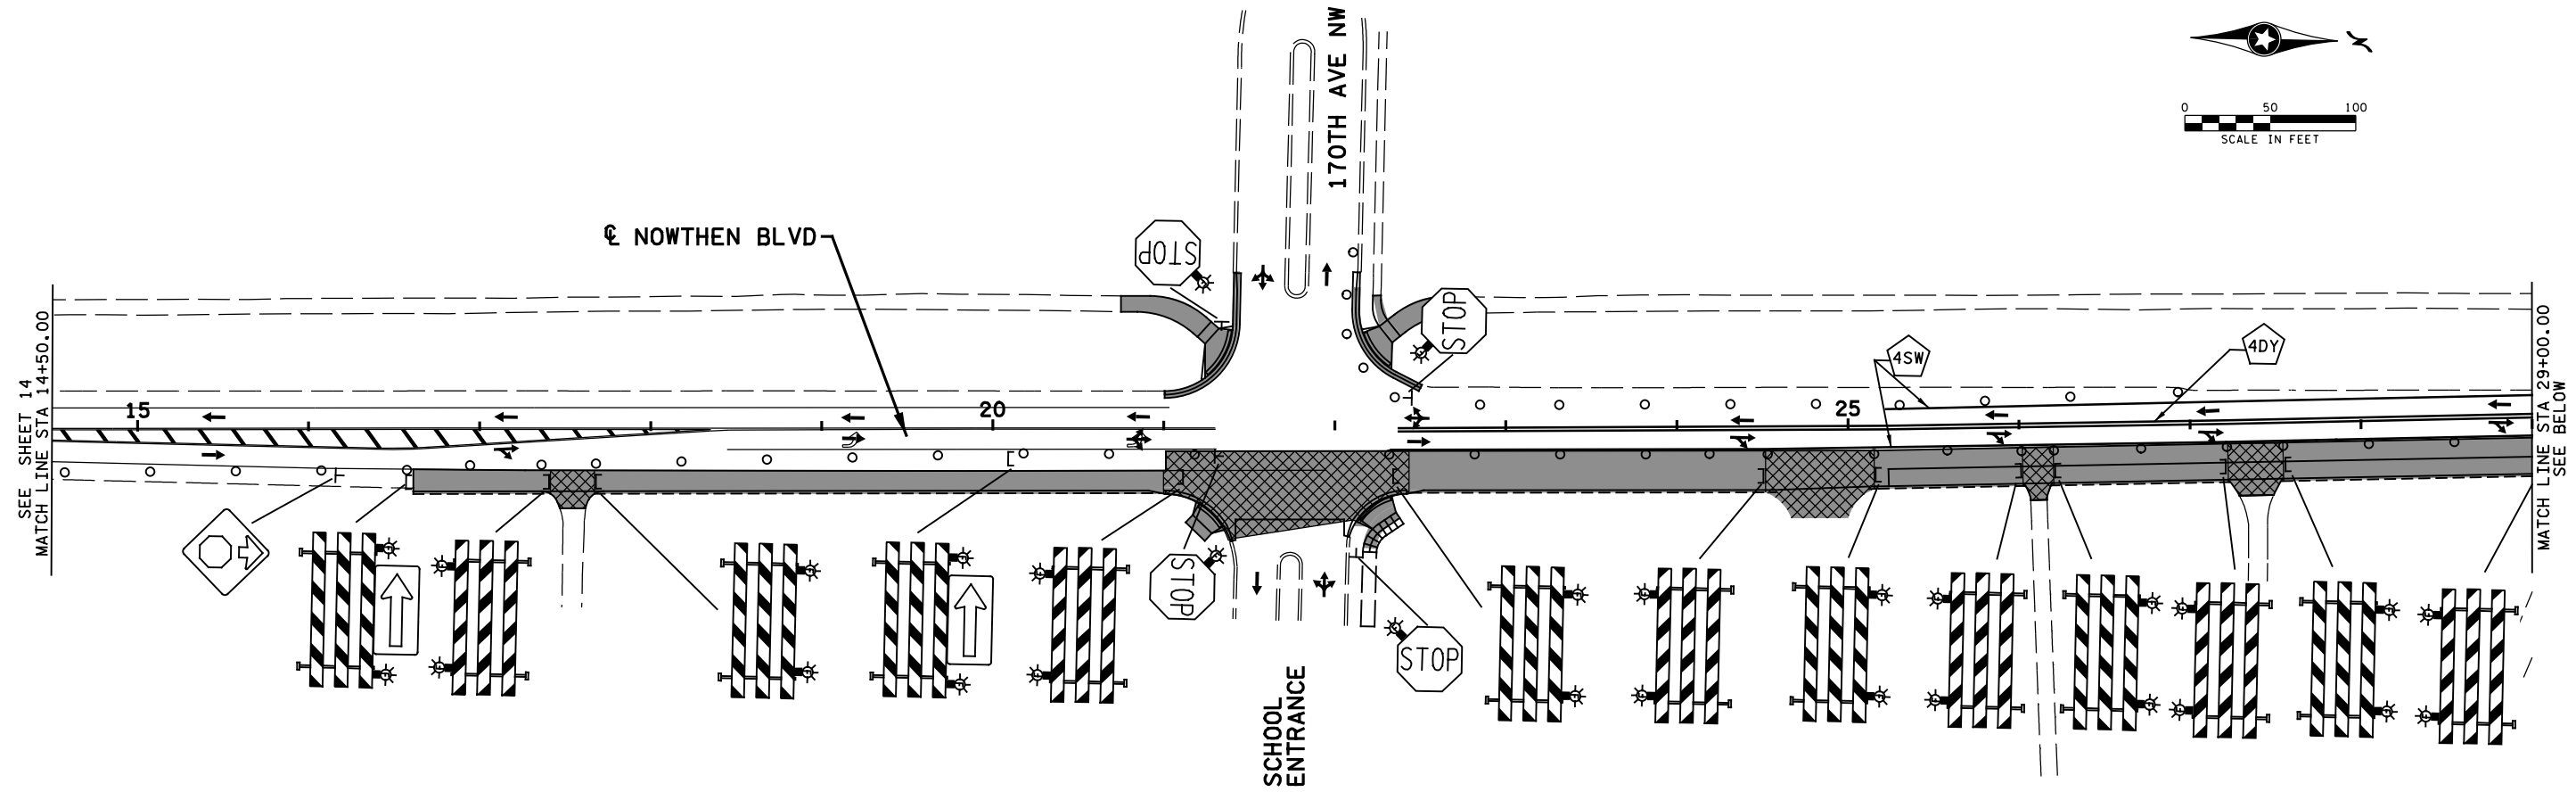 170TH AVE NW
N
0 50 100
SCALE IN FEET
℄ NOWTHEN BLVD
STOP
STOP
4SW
4DY
SEE SHEET 14
MATCH LINE STA 14+50.00
15
20
25
MATCH LINE STA 29+00.00
SEE BELOW
STOP
STOP
SCHOOL
ENTRANCE